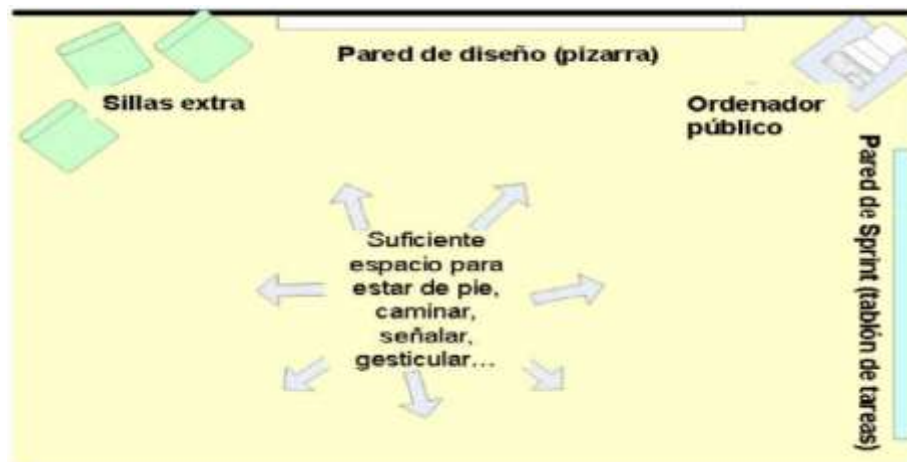 Pared de diseño (pizarra)
Sillas extra
Ordenador
público
Pared de Sprint (tablón de tareas)
Suficiente
espacio para
estar de pie,
caminar,
señalar,
gesticular...